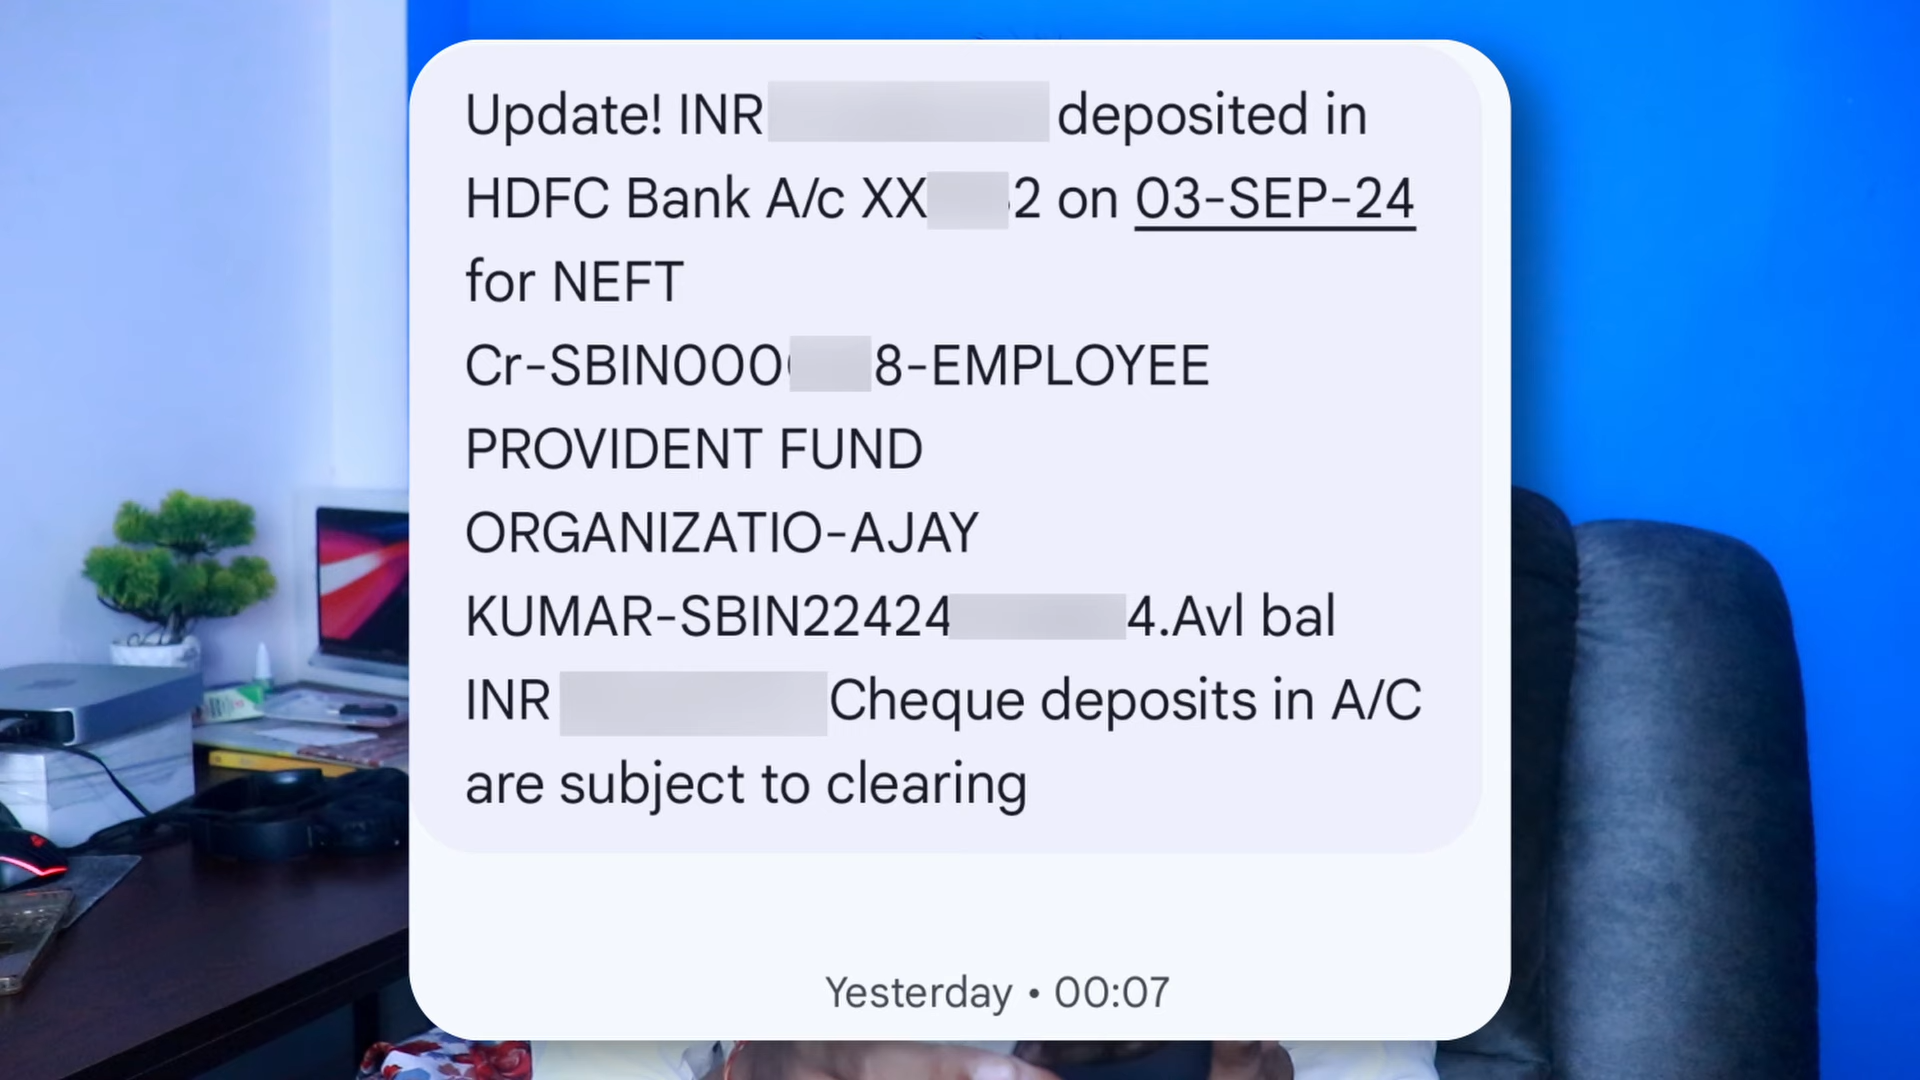 Update! INR deposited in
HDFC Bank A/c XX 2 on 03-SEP-24
for NEFT
Cr-SBIN000 8-EMPLOYEE
PROVIDENT FUND
ORGANIZATIO-AJAY
KUMAR-SBIN22424 4.Avl bal
INR Cheque deposits in A/C
are subject to clearing
Yesterday • 00:07